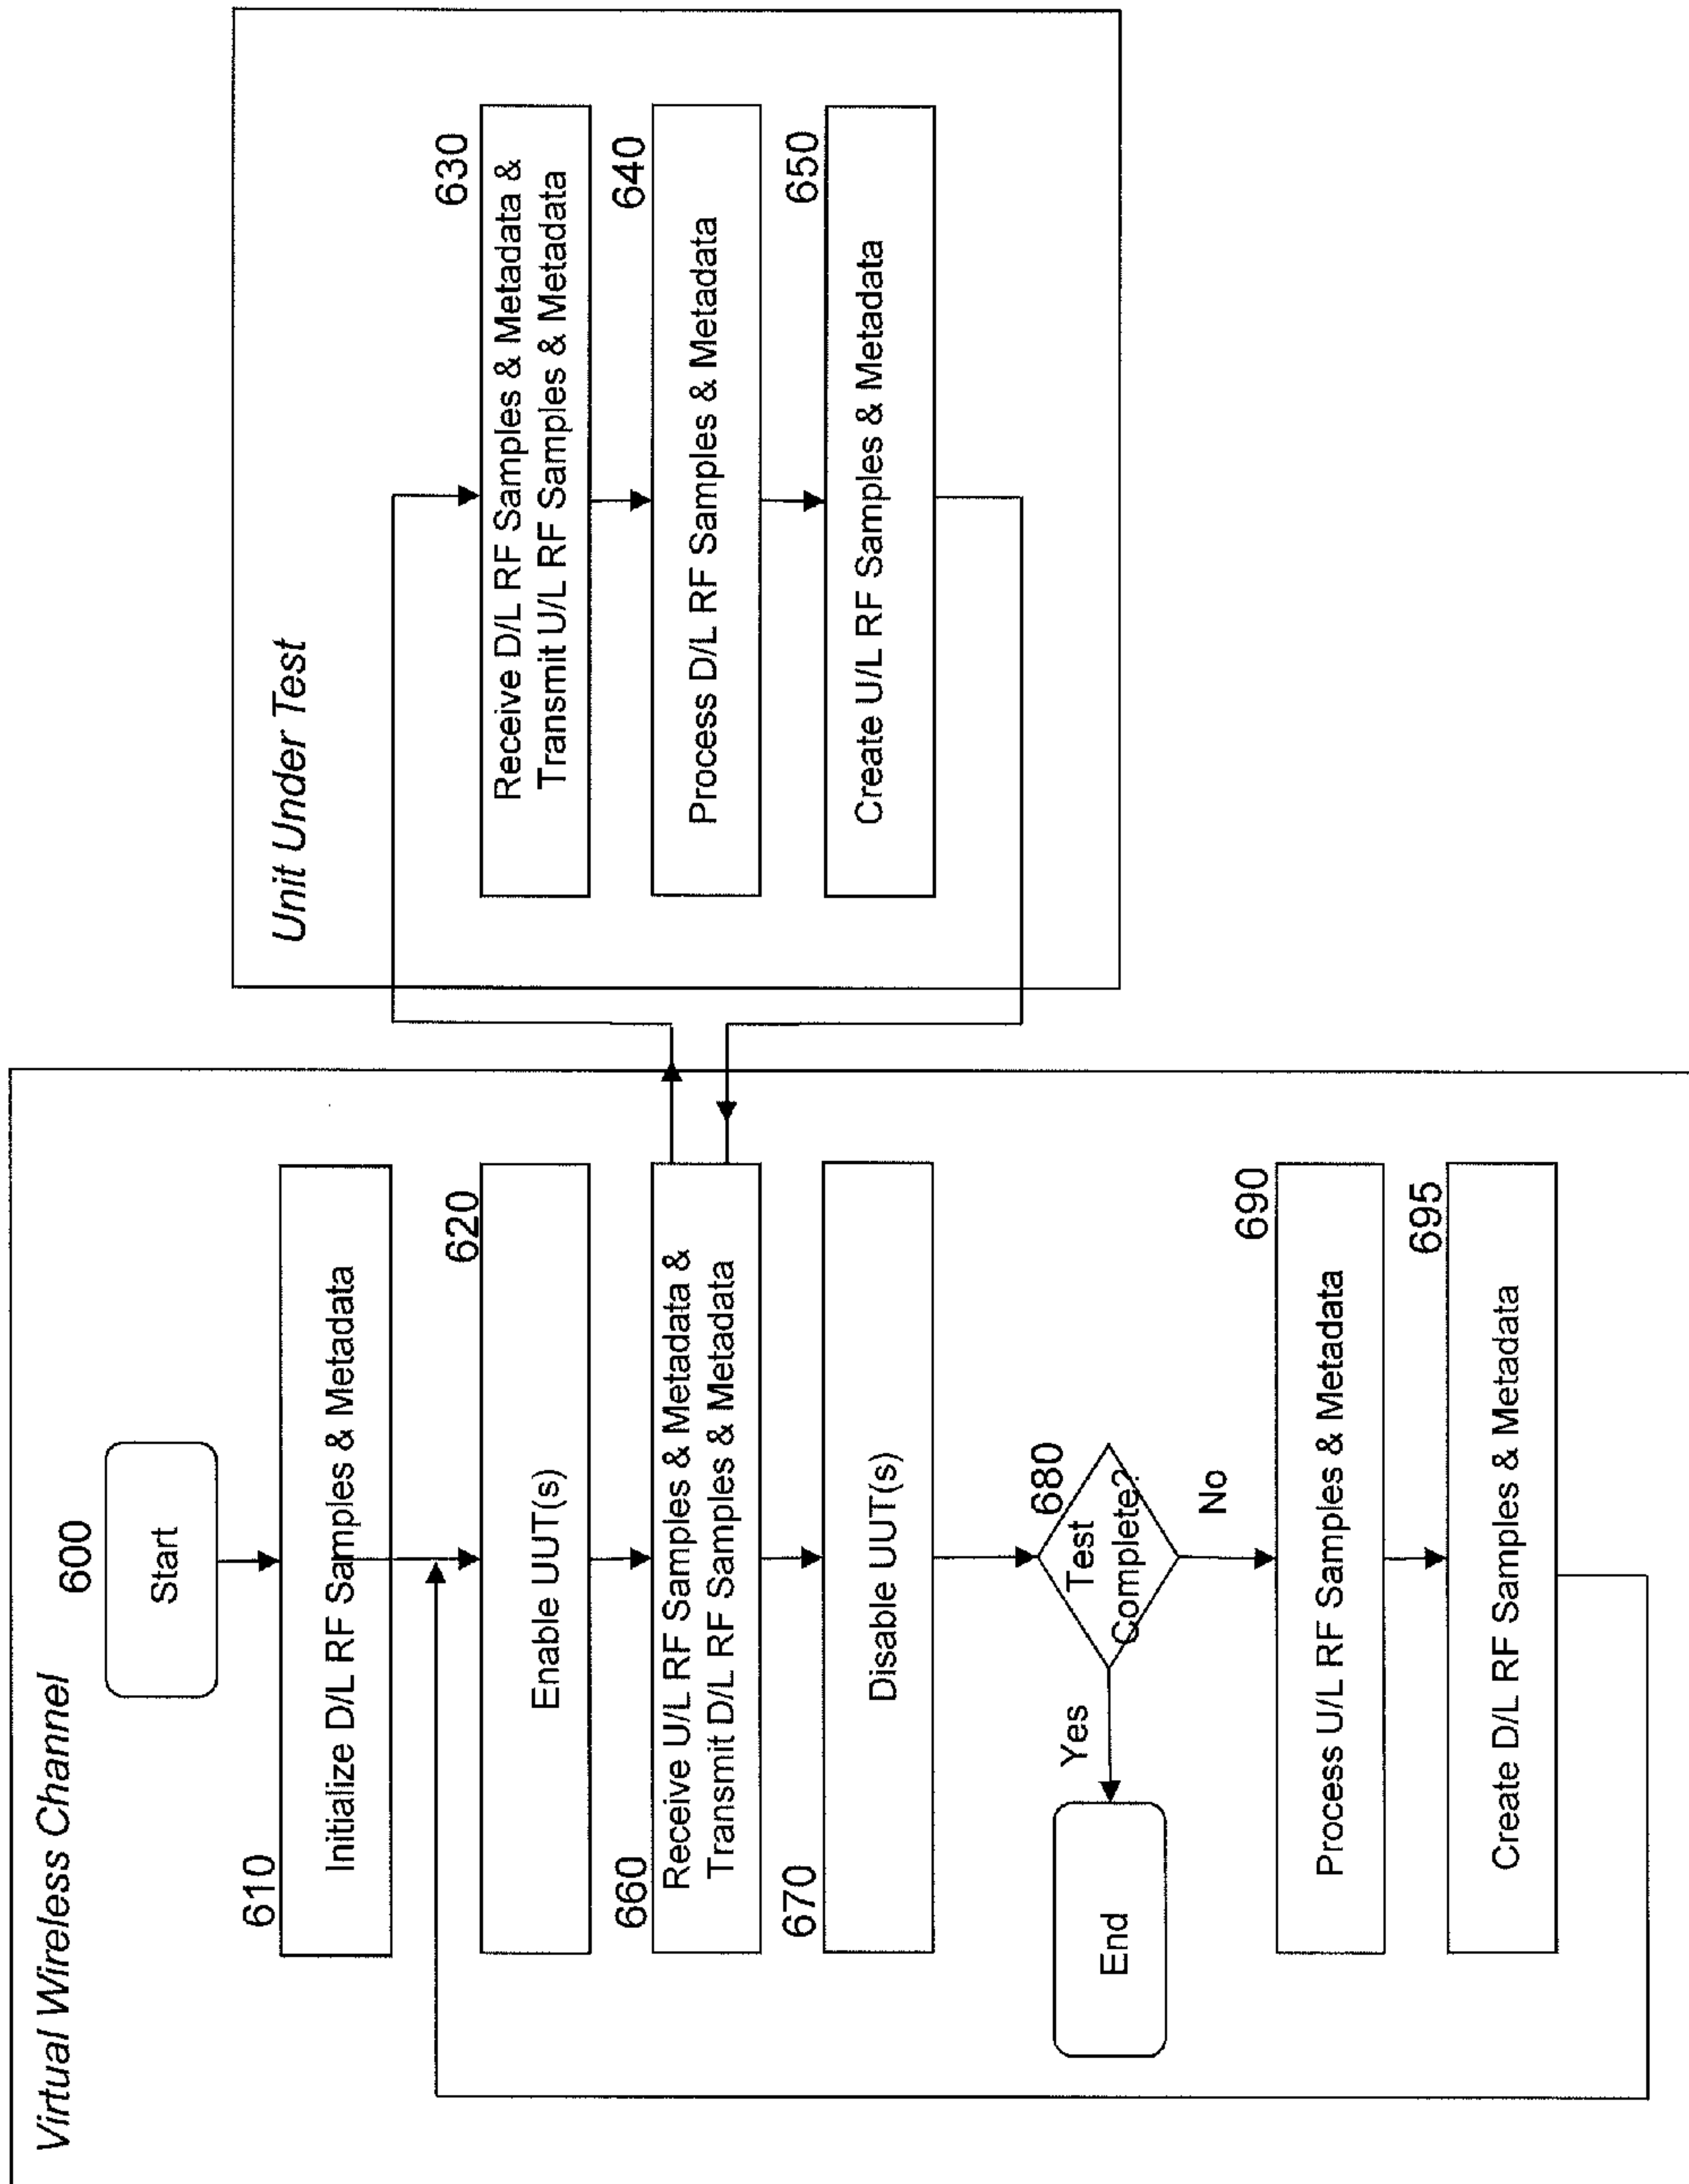 Virtual Wireless Channel
600
Start
610
Initialize D/L RF Samples & Metadata
620
Enable UUT(s)
660
Receive U/L RF Samples & Metadata &
Transmit D/L RF Samples & Metadata
670
Disable UUT(s)
680
Test
Complete?
Yes
No
End
690
Process U/L RF Samples & Metadata
695
Create D/L RF Samples & Metadata
Unit Under Test
630
Receive D/L RF Samples & Metadata &
Transmit U/L RF Samples & Metadata
640
Process D/L RF Samples & Metadata
650
Create U/L RF Samples & Metadata